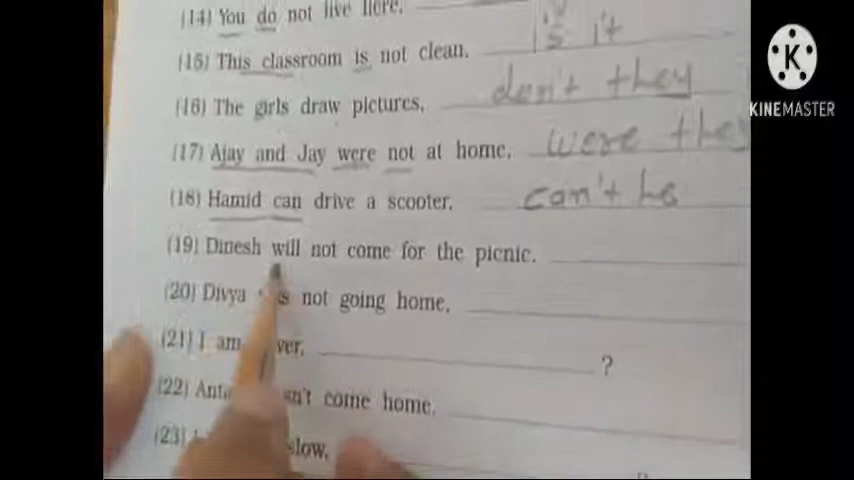 (14) You do not live here,
(15) This classroom is not clean. is it
(16) The girls draw pictures, don't they
(17) Ajay and Jay were not at home, were they
(18) Hamid can drive a scooter. can't he
(19) Dinesh will not come for the picnic.
(20) Divya not going home,
(21) I am
?
(22) come home,
(23) slow,
K
KINEMASTER